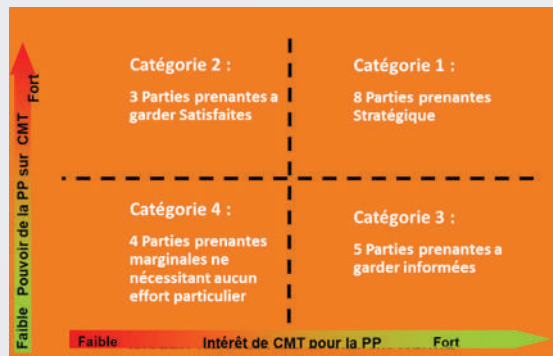 Catégorie 2 :
3 Parties prenantes a
garder Satisfaites
Catégorie 1 :
8 Parties prenantes
Stratégique
Catégorie 4 :
4 Parties prenantes
marginales ne
nécessitant aucun
effort particulier
Catégorie 3 :
5 Parties prenantes a
garder informées
Faible Pouvoir de la PP sur CMT Fort
Faible Intérêt de CMT pour la PP Fort